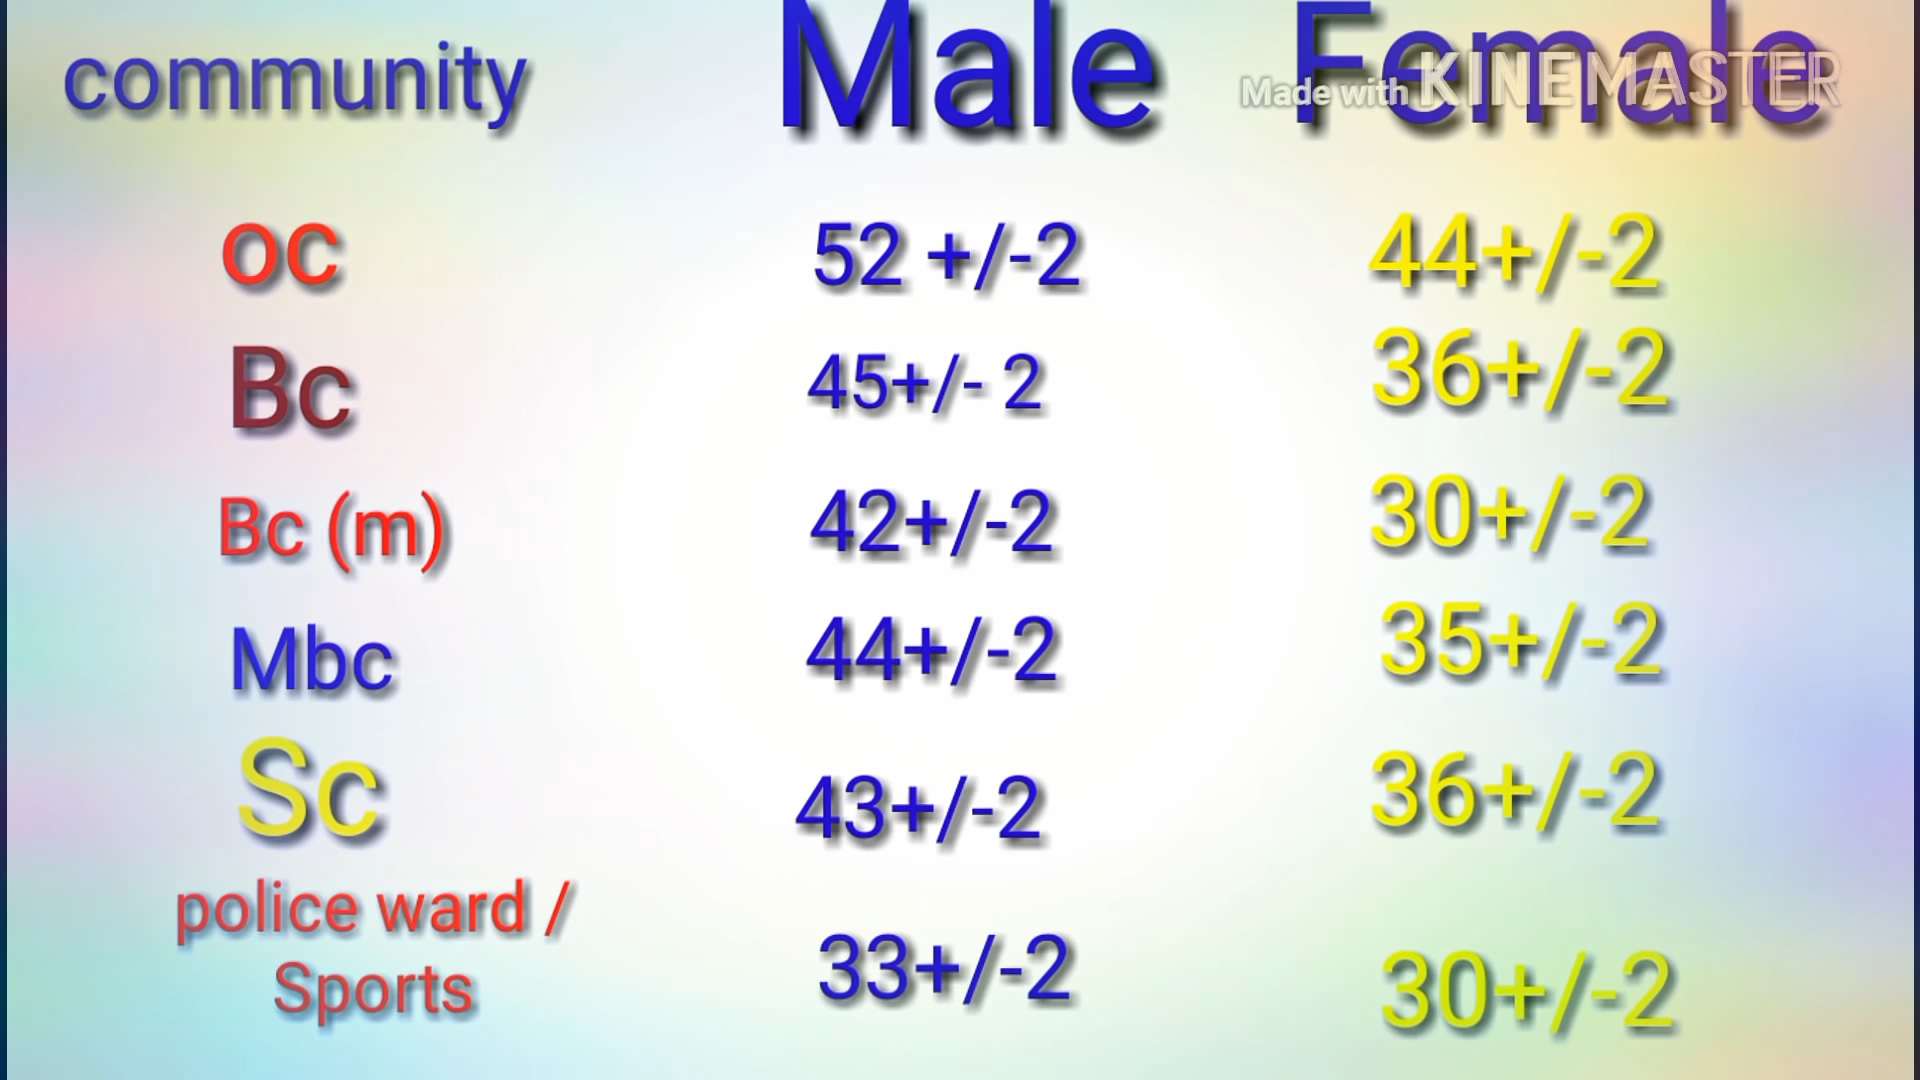 community Male Female
Made with KINEMASTER
OC 52 +/-2 44+/-2
Bc 45+/- 2 36+/-2
Bc (m) 42+/-2 30+/-2
Mbc 44+/-2 35+/-2
Sc 43+/-2 36+/-2
police ward /
Sports 33+/-2 30+/-2